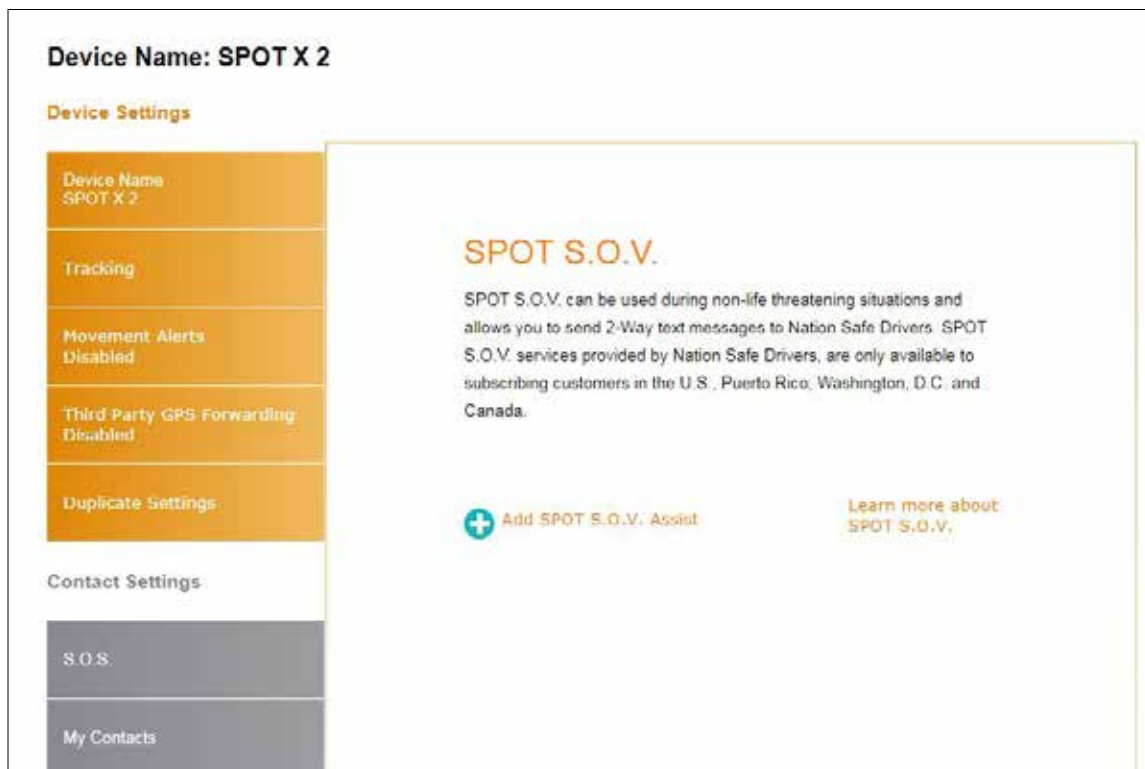 Device Name: SPOT X 2
Device Settings
Device Name
SPOT X 2
Tracking
Movement Alerts
Disabled
Third Party GPS Forwarding
Disabled
Duplicate Settings
Contact Settings
S.O.S.
My Contacts
SPOT S.O.V.
SPOT S.O.V. can be used during non-life threatening situations and
allows you to send 2-Way text messages to Nation Safe Drivers. SPOT
S.O.V. services provided by Nation Safe Drivers, are only available to
subscribing customers in the U.S., Puerto Rico, Washington, D.C. and
Canada.
Add SPOT S.O.V. Assist
Learn more about
SPOT S.O.V.